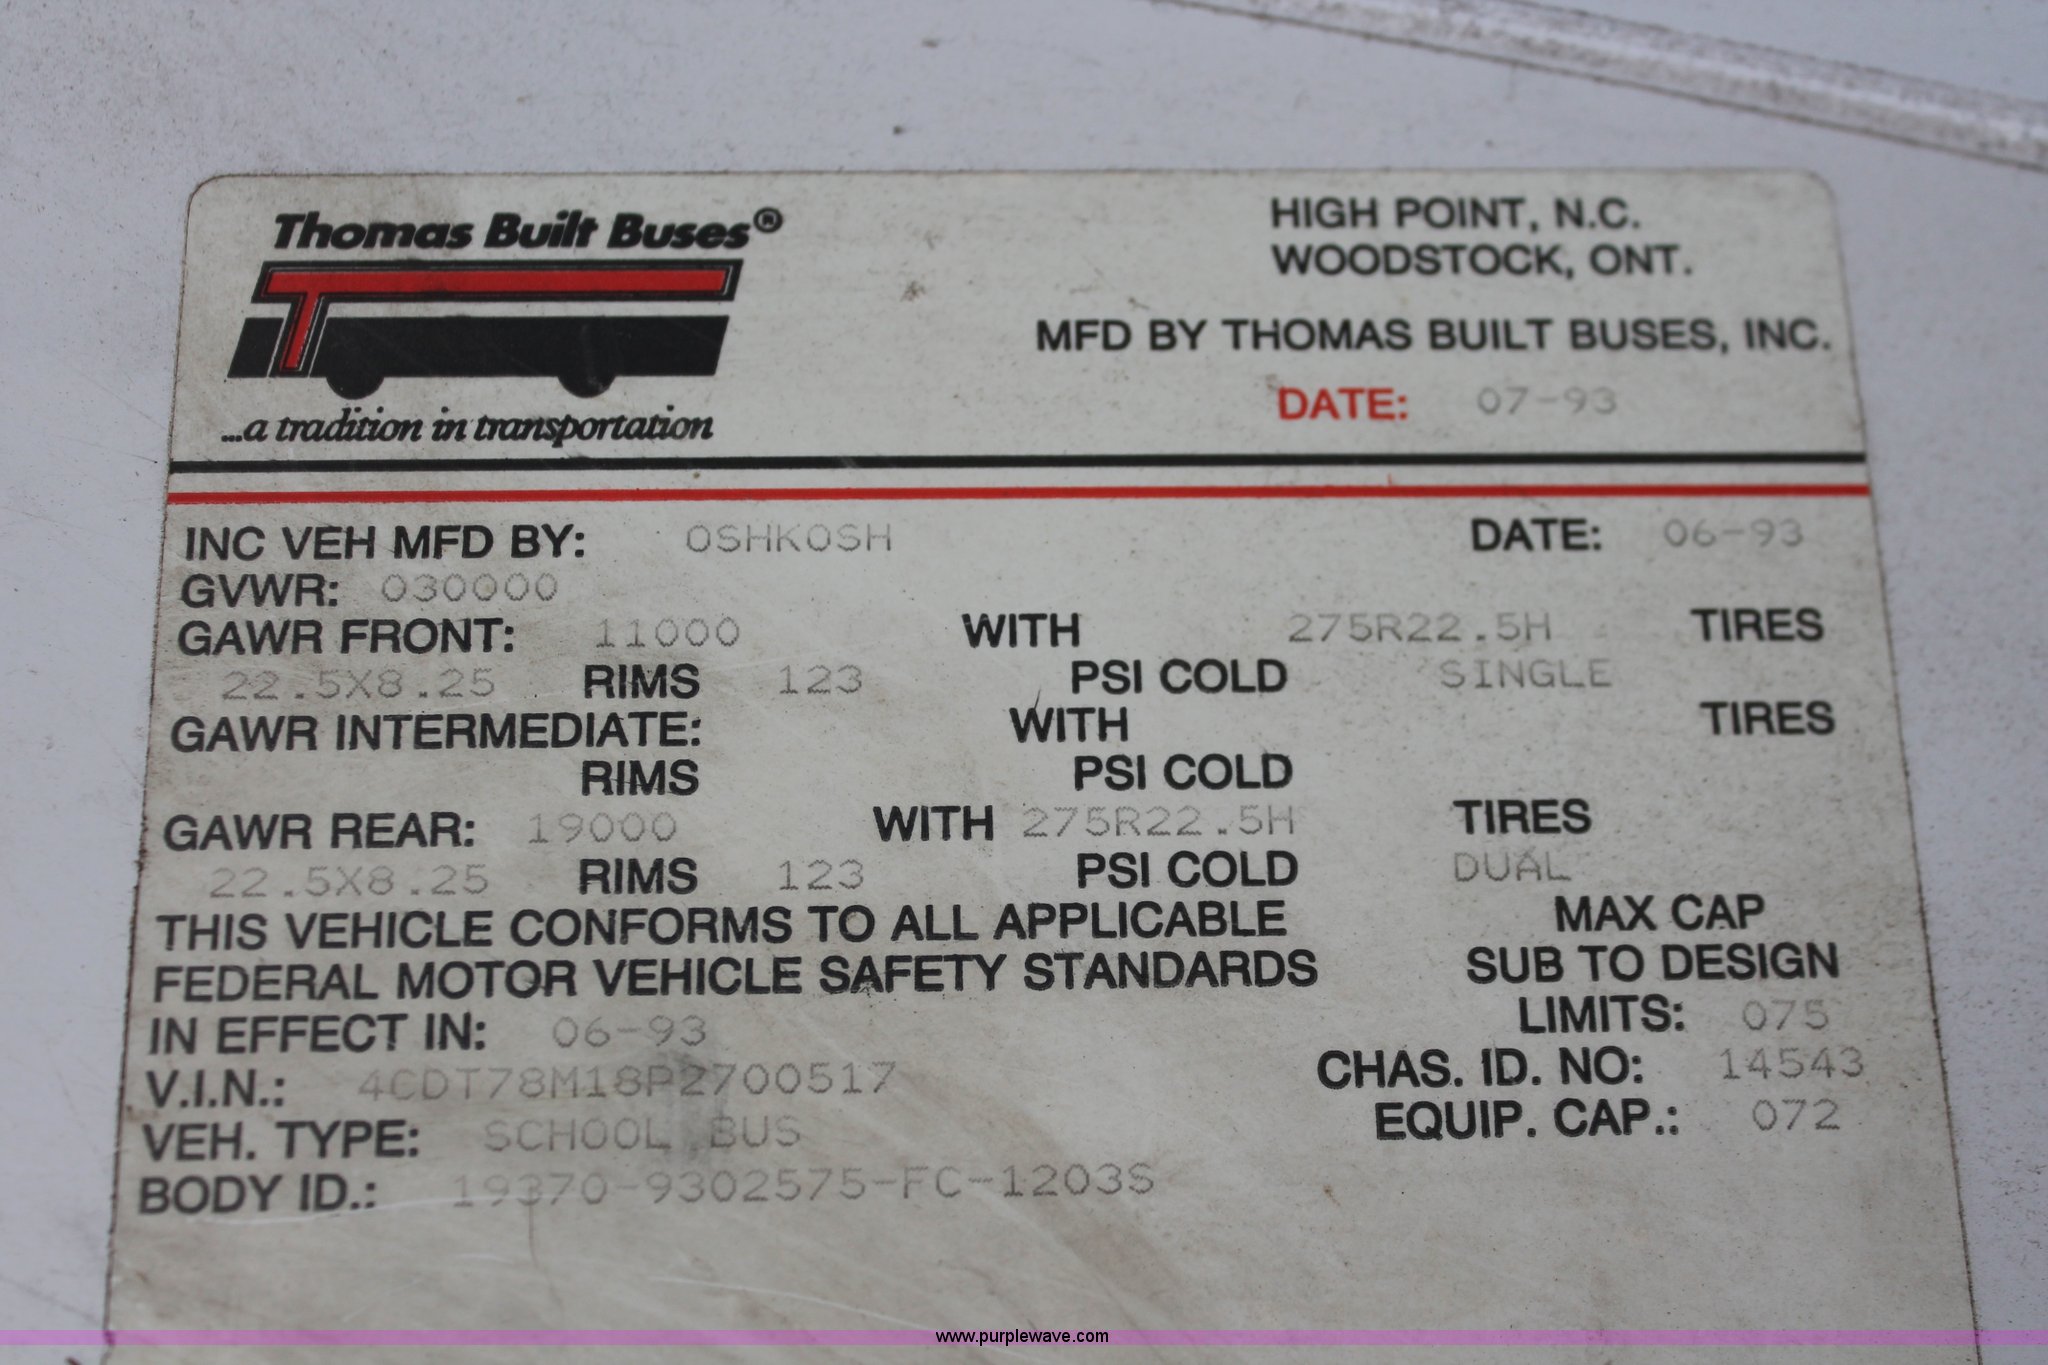 Thomas Built Buses®
...a tradition in transportation
HIGH POINT, N.C.
WOODSTOCK, ONT.
MFD BY THOMAS BUILT BUSES, INC.
DATE: 07-93
INC VEH MFD BY: OSHKOSH DATE: 06-93
GVWR: 030000
GAWR FRONT: 11000 WITH 275R22.5H TIRES
22.5X8.25 RIMS 123 PSI COLD SINGLE
GAWR INTERMEDIATE: WITH TIRES
RIMS PSI COLD
GAWR REAR: 19000 WITH 275R22.5H TIRES
22.5X8.25 RIMS 123 PSI COLD DUAL
THIS VEHICLE CONFORMS TO ALL APPLICABLE MAX CAP
FEDERAL MOTOR VEHICLE SAFETY STANDARDS SUB TO DESIGN
IN EFFECT IN: 06-93 LIMITS: 075
V.I.N.: 4CDT78M18P2700517 CHAS. ID. NO: 14543
VEH. TYPE: SCHOOL BUS EQUIP. CAP.: 072
BODY ID.: 19370-9302575-FC-1203S
www.purplewave.com